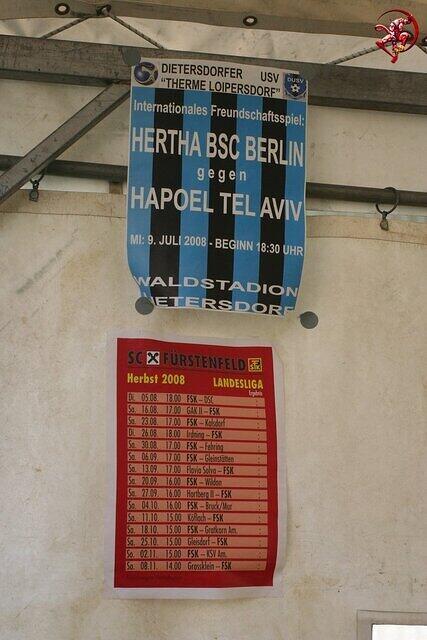 DIETERSDORFER USV
"THERME LOIPERSDORF"
DUSV
Internationales Freundschaftsspiel:
HERTHA BSC BERLIN
gegen
HAPOEL TEL AVIV
MI: 9. JULI 2008 - BEGINN 18:30 UHR
WALDSTADION
DIETERSDORF
SC FÜRSTENFELD
Herbst 2008 LANDESLIGA
Ergebnis
Di. 05.08. 18.00 FSK – DSC :
Sa. 16.08. 17.00 GAK II – FSK :
Sa. 23.08. 17.00 FSK – Kalsdorf :
Di. 26.08. 18.00 Irdning – FSK :
Sa. 30.08. 17.00 FSK – Fehring :
Sa. 06.09. 17.00 FSK – Gleinstätten :
Sa. 13.09. 17.00 Flavia Solva – FSK :
Sa. 20.09. 16.00 FSK – Wildon :
Sa. 27.09. 16.00 Hartberg II – FSK :
Sa. 04.10. 16.00 FSK – Bruck/Mur :
Sa. 11.10. 15.00 Köflach – FSK :
Sa. 18.10. 15.00 FSK – Gratkorn Am. :
Sa. 25.10. 15.00 Gleisdorf – FSK :
So. 02.11. 15.00 FSK – KSV Am. :
Sa. 08.11. 14.00 Grossklein – FSK :